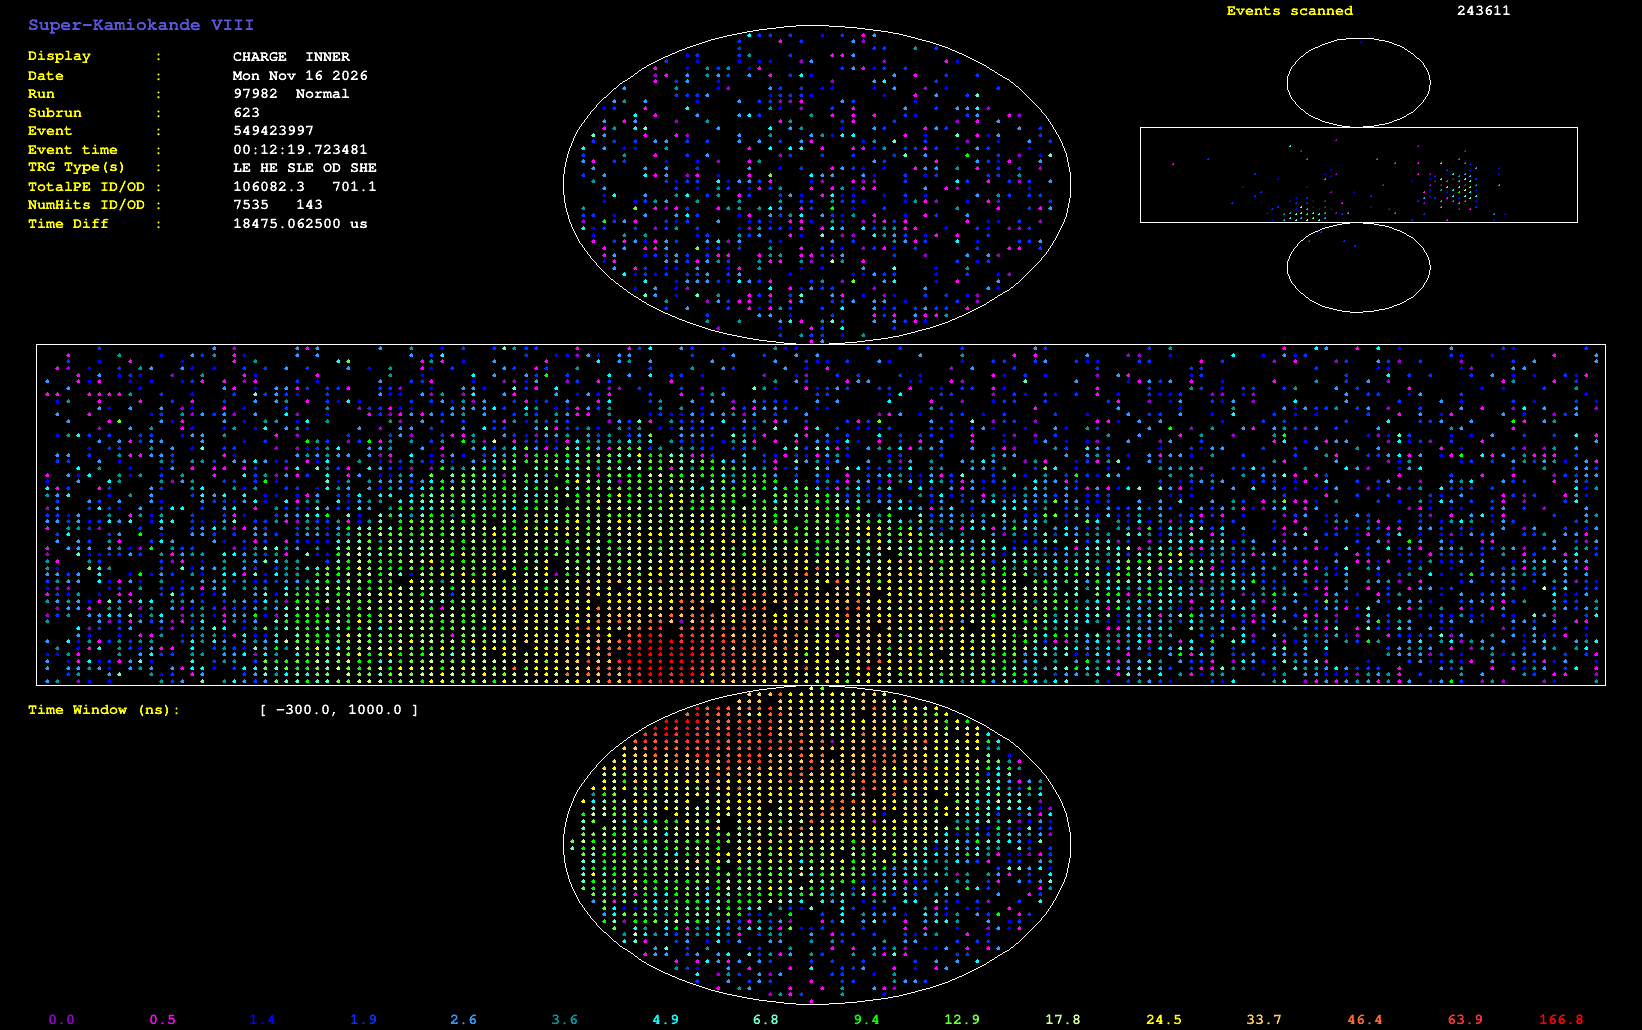 Super-Kamiokande VIII
Display : CHARGE INNER
Date : Mon Nov 16 2026
Run : 97982 Normal
Subrun : 623
Event : 549423997
Event time : 00:12:19.723481
TRG Type(s) : LE HE SLE OD SHE
TotalPE ID/OD : 106082.3 701.1
NumHits ID/OD : 7535 143
Time Diff : 18475.062500 us
Events scanned 243611
Time Window (ns): [ -300.0, 1000.0 ]
0.0 0.5 1.4 1.9 2.6 3.6 4.9 6.8 9.4 12.9 17.8 24.5 33.7 46.4 63.9 166.8